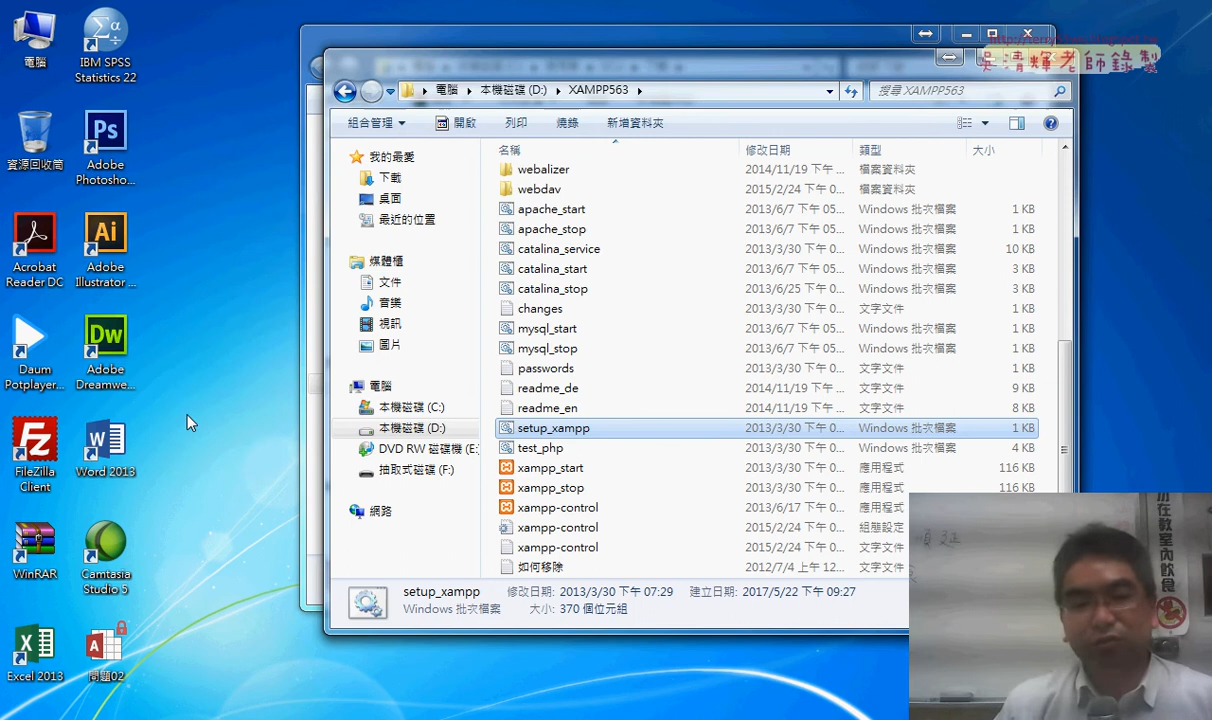 電腦
IBM SPSS
Statistics 22
資源回收筒
Adobe
Photosho...
Acrobat
Reader DC
Adobe
Illustrator ...
Daum
Potplayer...
Adobe
Dreamwe...
FileZilla
Client
Word 2013
WinRAR
Camtasia
Studio 5
Excel 2013
問題02
吳清輝老師錄製
電腦 本機磁碟 (D:) XAMPP563
搜尋 XAMPP563
組合管理 開啟 列印 燒錄 新增資料夾
我的最愛
下載
桌面
最近的位置
媒體櫃
文件
音樂
視訊
圖片
電腦
本機磁碟 (C:)
本機磁碟 (D:)
DVD RW 磁碟機 (E:
抽取式磁碟 (F:)
網路
名稱 修改日期 類型 大小
webalizer 2014/11/19 下午 ... 檔案資料夾
webdav 2015/2/24 下午 0... 檔案資料夾
apache_start 2013/6/7 下午 05... Windows 批次檔案 1 KB
apache_stop 2013/6/7 下午 05... Windows 批次檔案 1 KB
catalina_service 2013/3/30 下午 0... Windows 批次檔案 10 KB
catalina_start 2013/6/7 下午 05... Windows 批次檔案 3 KB
catalina_stop 2013/6/25 下午 0... Windows 批次檔案 3 KB
changes 2013/3/30 下午 0... 文字文件 1 KB
mysql_start 2013/6/7 下午 05... Windows 批次檔案 1 KB
mysql_stop 2013/6/7 下午 05... Windows 批次檔案 1 KB
passwords 2013/3/30 下午 0... 文字文件 1 KB
readme_de 2014/11/19 下午 ... 文字文件 9 KB
readme_en 2014/11/19 下午 ... 文字文件 8 KB
setup_xampp 2013/3/30 下午 0... Windows 批次檔案 1 KB
test_php 2013/3/30 下午 0... Windows 批次檔案 4 KB
xampp_start 2013/3/30 下午 0... 應用程式 116 KB
xampp_stop 2013/3/30 下午 0... 應用程式 116 KB
xampp-control 2013/6/17 下午 0... 應用程式
xampp-control 2015/2/24 下午 0... 組態設定
xampp-control 2015/2/24 下午 0... 文字文件
如何移除 2012/7/4 上午 12... 文字文件
setup_xampp 修改日期: 2013/3/30 下午 07:29 建立日期: 2017/5/22 下午 09:27
Windows 批次檔案 大小: 370 個位元組
在教室內飲食